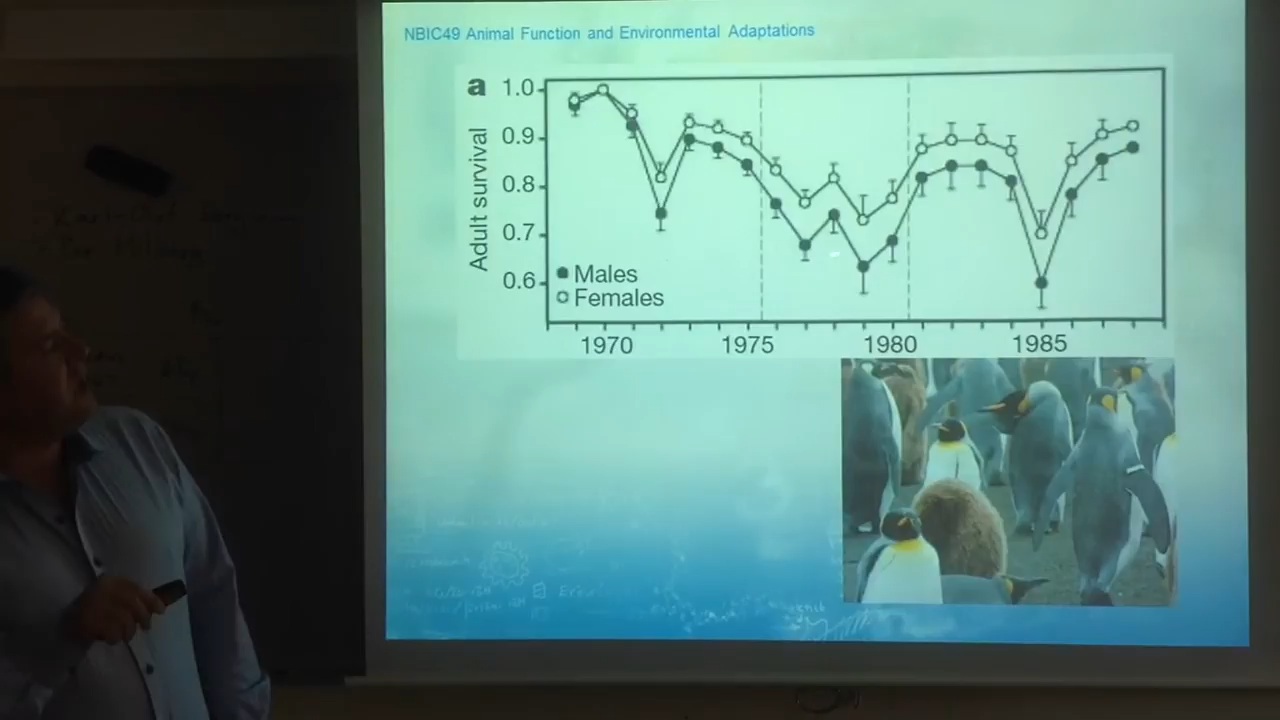 NBIC49 Animal Function and Environmental Adaptations
a
Adult survival
1.0
0.9
0.8
0.7
0.6
Males
Females
1970 1975 1980 1985